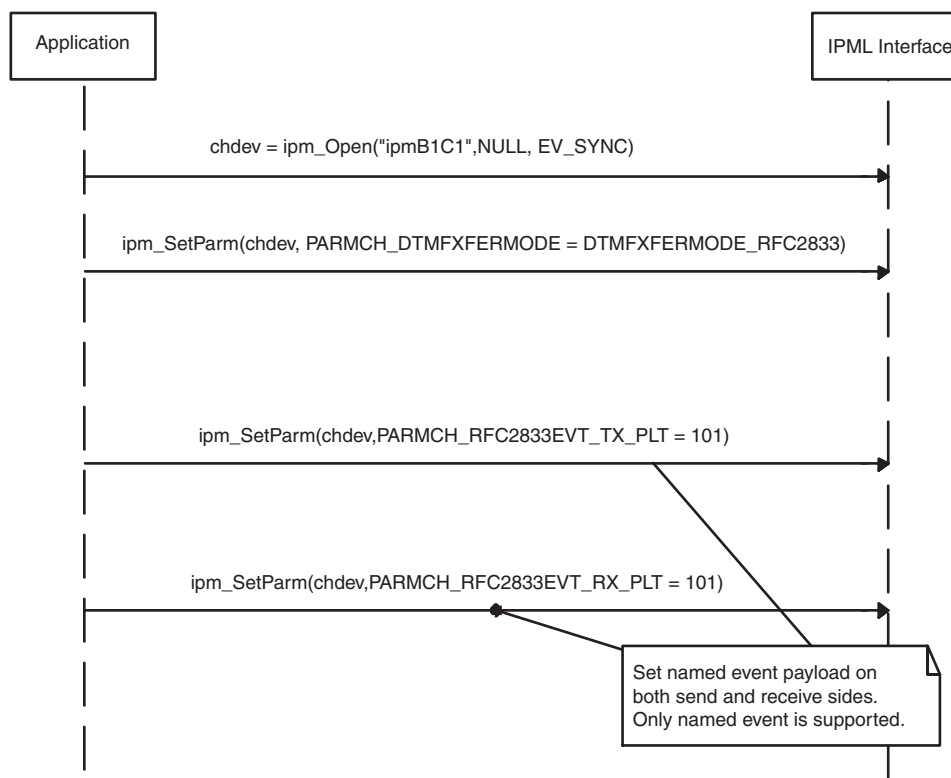 Application
IPML Interface
chdev = ipm_Open("ipmB1C1",NULL, EV_SYNC)
ipm_SetParm(chdev, PARMCH_DTMFXFERMODE = DTMFXFERMODE_RFC2833)
ipm_SetParm(chdev,PARMCH_RFC2833EVT_TX_PLT = 101)
ipm_SetParm(chdev,PARMCH_RFC2833EVT_RX_PLT = 101)
Set named event payload on
both send and receive sides.
Only named event is supported.